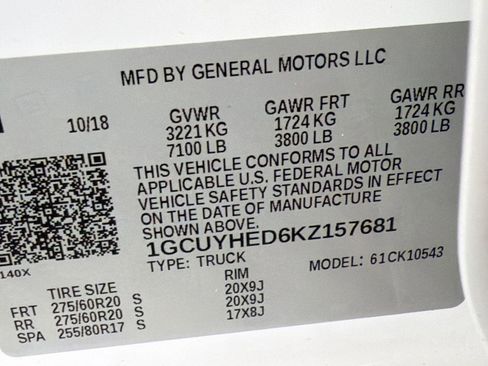 MFD BY GENERAL MOTORS LLC
10/18 GVWR GAWR FRT GAWR RR
3221 KG 1724 KG 1724 KG
7100 LB 3800 LB 3800 LB
THIS VEHICLE CONFORMS TO ALL
APPLICABLE U.S. FEDERAL MOTOR
VEHICLE SAFETY STANDARDS IN EFFECT
ON THE DATE OF MANUFACTURE
SHOWN ABOVE.
1GCUYHED6KZ157681
140X TYPE: TRUCK MODEL: 61CK10543
TIRE SIZE RIM
FRT 275/60R20 S 20X9J
RR 275/60R20 S 20X9J
SPA 255/80R17 S 17X8J